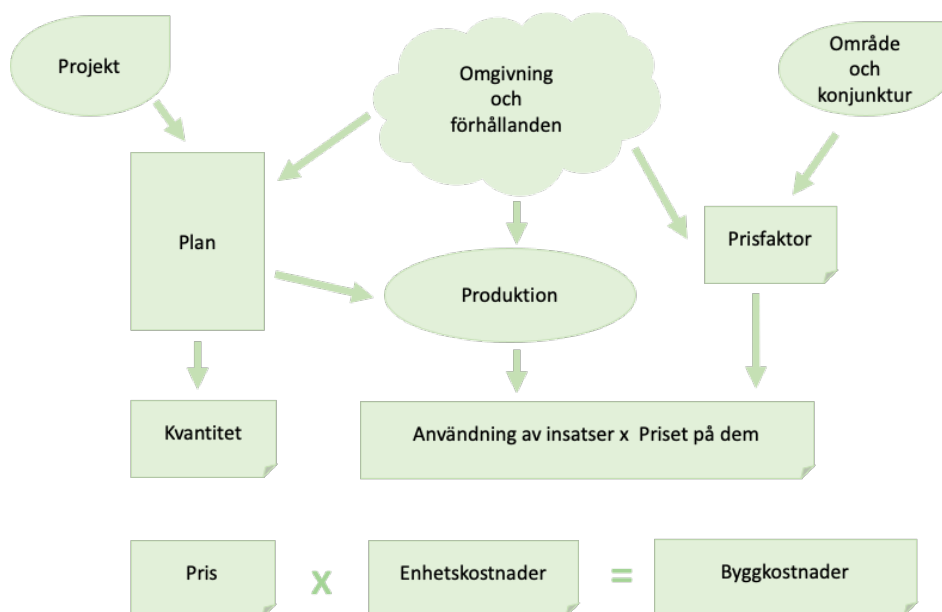 Projekt
Omgivning
och
förhållanden
Område
och
konjunktur
Plan
Prisfaktor
Produktion
Kvantitet
Användning av insatser x Priset på dem
Pris x Enhetskostnader = Byggkostnader